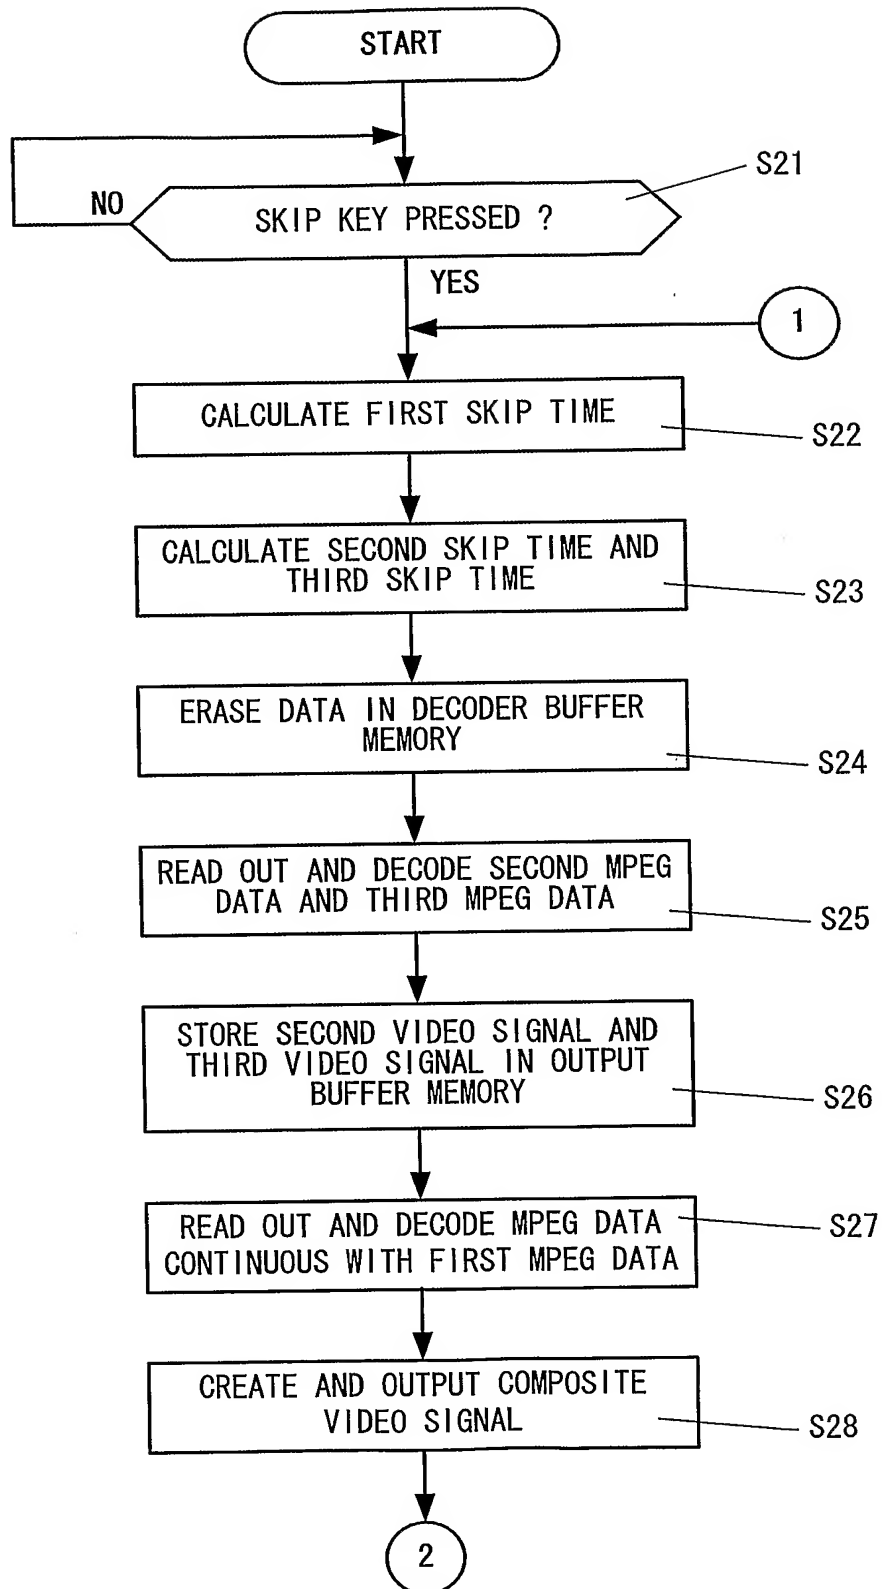 START
S21
NO
SKIP KEY PRESSED ?
YES
1
CALCULATE FIRST SKIP TIME
S22
CALCULATE SECOND SKIP TIME AND
THIRD SKIP TIME
S23
ERASE DATA IN DECODER BUFFER
MEMORY
S24
READ OUT AND DECODE SECOND MPEG
DATA AND THIRD MPEG DATA
S25
STORE SECOND VIDEO SIGNAL AND
THIRD VIDEO SIGNAL IN OUTPUT
BUFFER MEMORY
S26
READ OUT AND DECODE MPEG DATA
CONTINUOUS WITH FIRST MPEG DATA
S27
CREATE AND OUTPUT COMPOSITE
VIDEO SIGNAL
S28
2